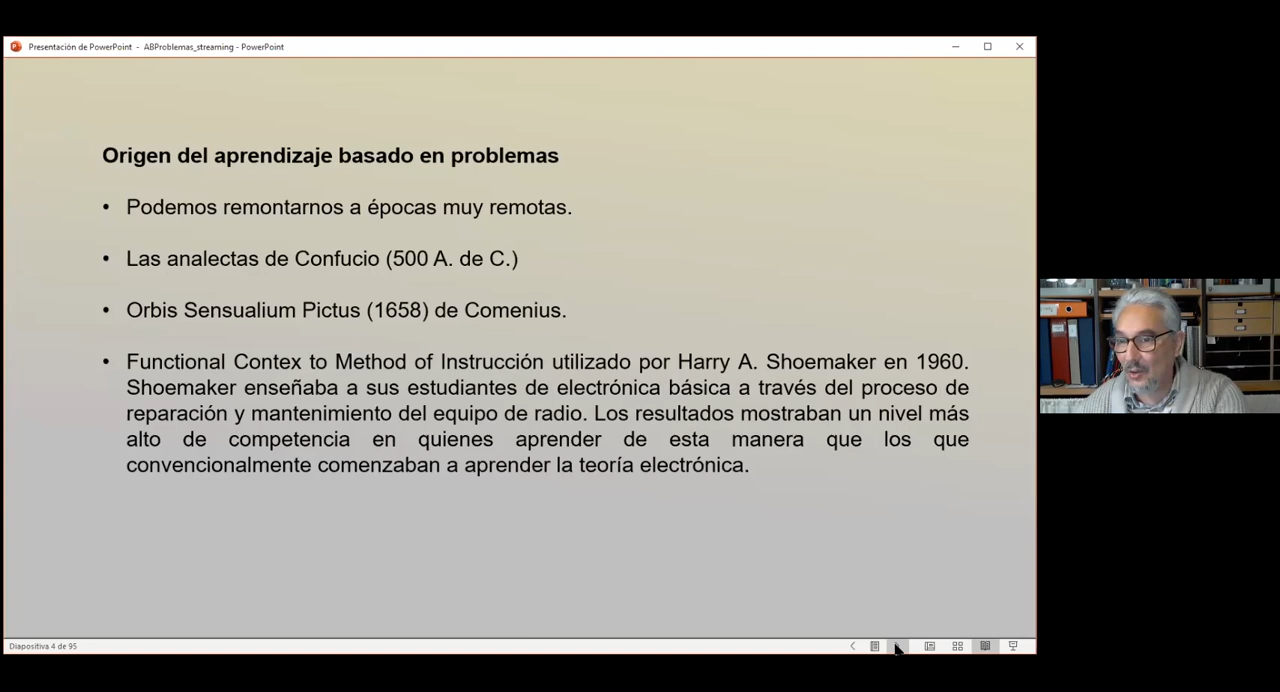 Presentación de PowerPoint - ABProblemas_streaming - PowerPoint
Origen del aprendizaje basado en problemas
• Podemos remontarnos a épocas muy remotas.
• Las analectas de Confucio (500 A. de C.)
• Orbis Sensualium Pictus (1658) de Comenius.
• Functional Contex to Method of Instrucción utilizado por Harry A. Shoemaker en 1960.
Shoemaker enseñaba a sus estudiantes de electrónica básica a través del proceso de
reparación y mantenimiento del equipo de radio. Los resultados mostraban un nivel más
alto de competencia en quienes aprender de esta manera que los que
convencionalmente comenzaban a aprender la teoría electrónica.
Diapositiva 4 de 95